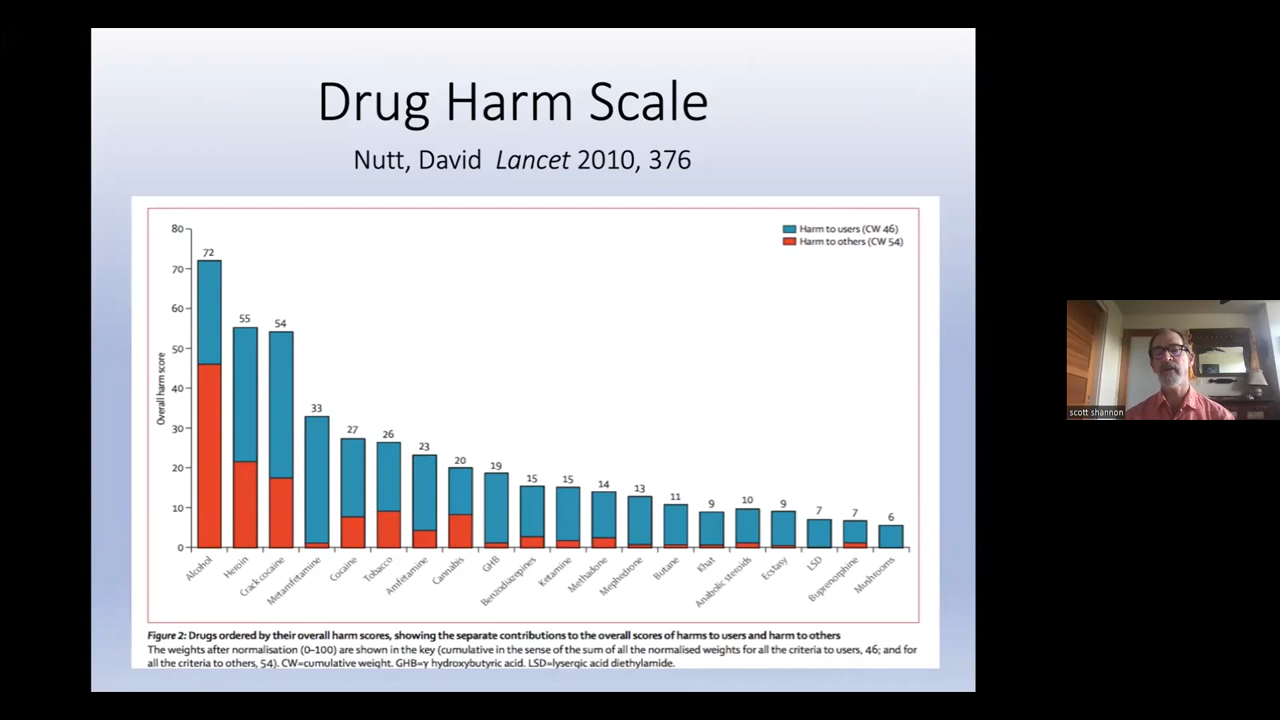 Drug Harm Scale
Nutt, David Lancet 2010, 376
Harm to users (CW 46)
Harm to others (CW 54)
Overall harm score
80
70
60
50
40
30
20
10
0
72
55
54
33
27
26
23
20
19
15
15
14
13
11
9
10
9
7
7
6
Alcohol
Heroin
Crack cocaine
Metamfetamine
Cocaine
Tobacco
Amfetamine
Cannabis
GHB
Benzodiazepines
Ketamine
Methadone
Mephedrone
Butane
Khat
Anabolic steroids
Ecstasy
LSD
Buprenorphine
Mushrooms
Figure 2: Drugs ordered by their overall harm scores, showing the separate contributions to the overall scores of harms to users and harm to others
The weights after normalisation (0–100) are shown in the key (cumulative in the sense of the sum of all the normalised weights for all the criteria to users, 46; and for
all the criteria to others, 54). CW=cumulative weight. GHB=γ hydroxybutyric acid. LSD=lysergic acid diethylamide.
scott shannon